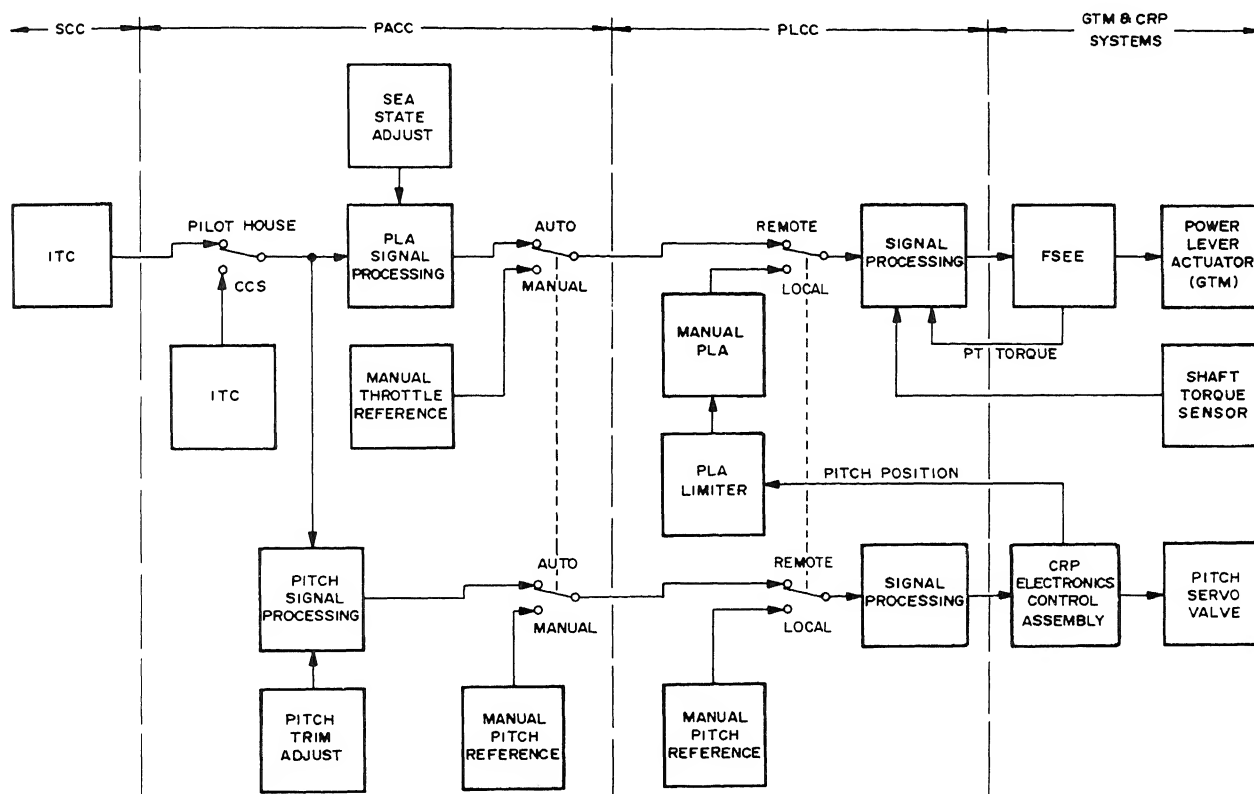 SCC
PACC
PLCC
GTM & CRP
SYSTEMS
SEA
STATE
ADJUST
ITC
PILOT HOUSE
CCS
PLA
SIGNAL
PROCESSING
AUTO
MANUAL
REMOTE
LOCAL
SIGNAL
PROCESSING
FSEE
POWER
LEVER
ACTUATOR
(GTM)
ITC
MANUAL
THROTTLE
REFERENCE
MANUAL
PLA
PT TORQUE
SHAFT
TORQUE
SENSOR
PLA
LIMITER
PITCH POSITION
PITCH
SIGNAL
PROCESSING
AUTO
MANUAL
REMOTE
LOCAL
SIGNAL
PROCESSING
CRP
ELECTRONICS
CONTROL
ASSEMBLY
PITCH
SERVO
VALVE
PITCH
TRIM
ADJUST
MANUAL
PITCH
REFERENCE
MANUAL
PITCH
REFERENCE